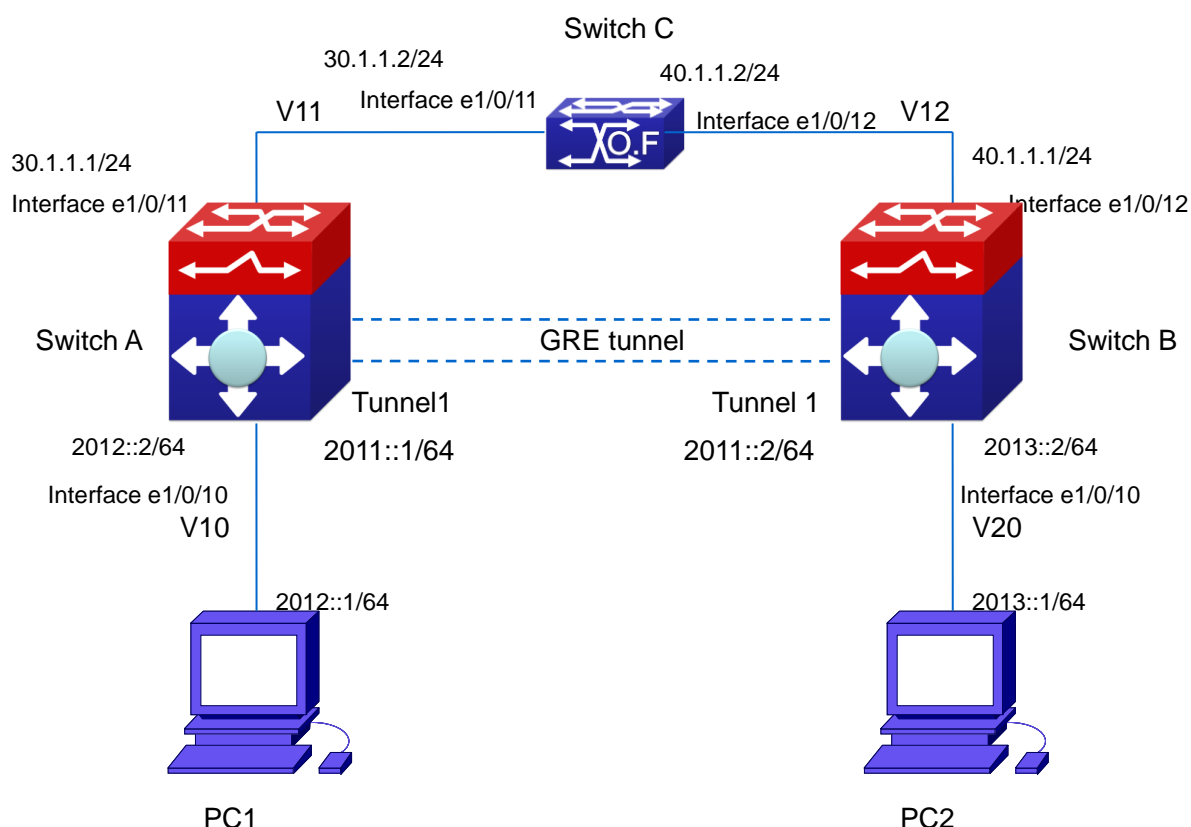 Switch C
30.1.1.2/24
40.1.1.2/24
Interface e1/0/11
V11
Interface e1/0/12
V12
O.F
30.1.1.1/24
40.1.1.1/24
Interface e1/0/11
Interface e1/0/12
Switch A
GRE tunnel
Switch B
Tunnel1
Tunnel 1
2012::2/64
2011::1/64
2011::2/64
2013::2/64
Interface e1/0/10
Interface e1/0/10
V10
V20
2012::1/64
2013::1/64
PC1
PC2